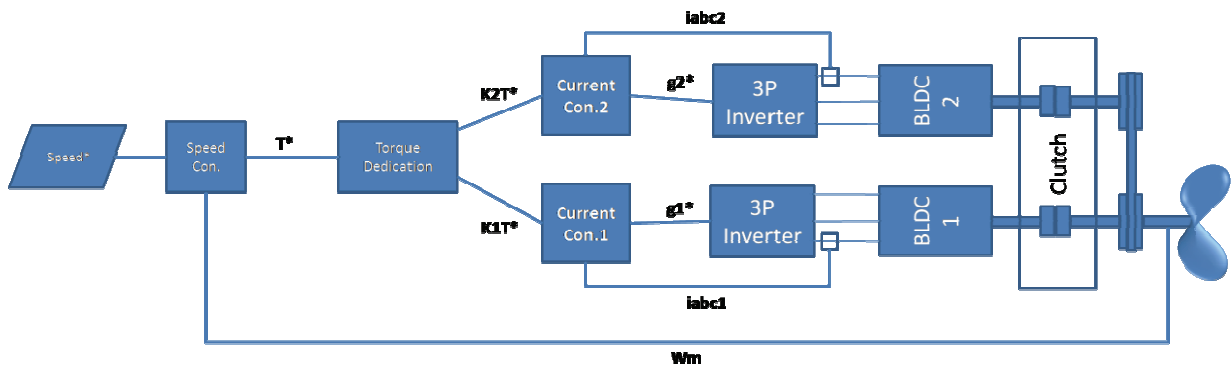 iabc2
Current
Con.2
g2*
3P
Inverter
BLDC
2
K2T*
Speed*
Speed
Con.
T*
Torque
Dedication
Clutch
K1T*
Current
Con.1
g1*
3P
Inverter
BLDC
1
iabc1
Wm